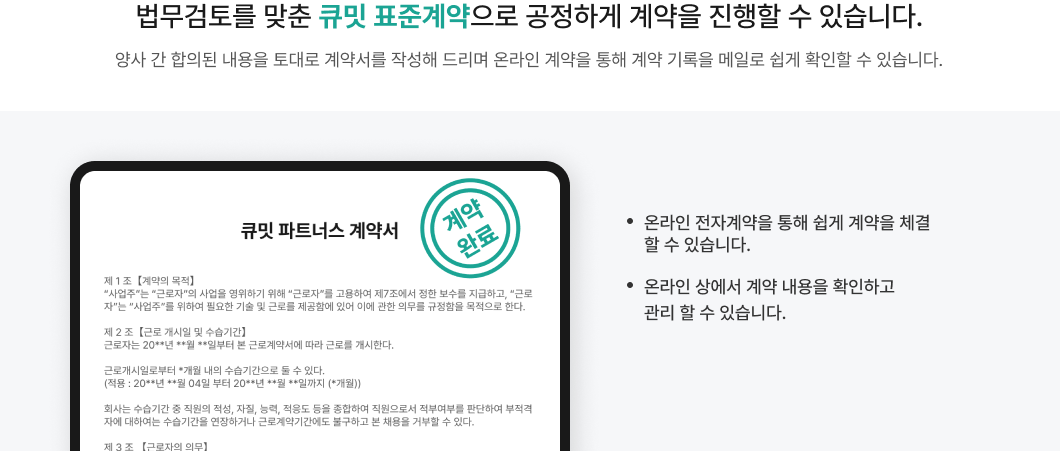 법무검토를 맞춘 큐밋 표준계약으로 공정하게 계약을 진행할 수 있습니다.
양사 간 합의된 내용을 토대로 계약서를 작성해 드리며 온라인 계약을 통해 계약 기록을 메일로 쉽게 확인할 수 있습니다.
계약
완료
큐밋 파트너스 계약서
제 1 조【계약의 목적】
“사업주”는 “근로자”의 사업을 영위하기 위해 “근로자”를 고용하여 제7조에서 정한 보수를 지급하고, “근로
자”는 “사업주”를 위하여 필요한 기술 및 근로를 제공함에 있어 이에 관한 의무를 규정함을 목적으로 한다.
제 2 조【근로 개시일 및 수습기간】
근로자는 20**년 **월 **일부터 본 근로계약서에 따라 근로를 개시한다.
근로개시일로부터 *개월 내의 수습기간으로 둘 수 있다.
(적용 : 20**년 **월 04일 부터 20**년 **월 **일까지 (*개월))
회사는 수습기간 중 직원의 적성, 자질, 능력, 적응도 등을 종합하여 직원으로서 적부여부를 판단하여 부적격
자에 대하여는 수습기간을 연장하거나 근로계약기간에도 불구하고 본 채용을 거부할 수 있다.
제 3 조 【근로자의 의무】
• 온라인 전자계약을 통해 쉽게 계약을 체결
할 수 있습니다.
• 온라인 상에서 계약 내용을 확인하고
관리 할 수 있습니다.